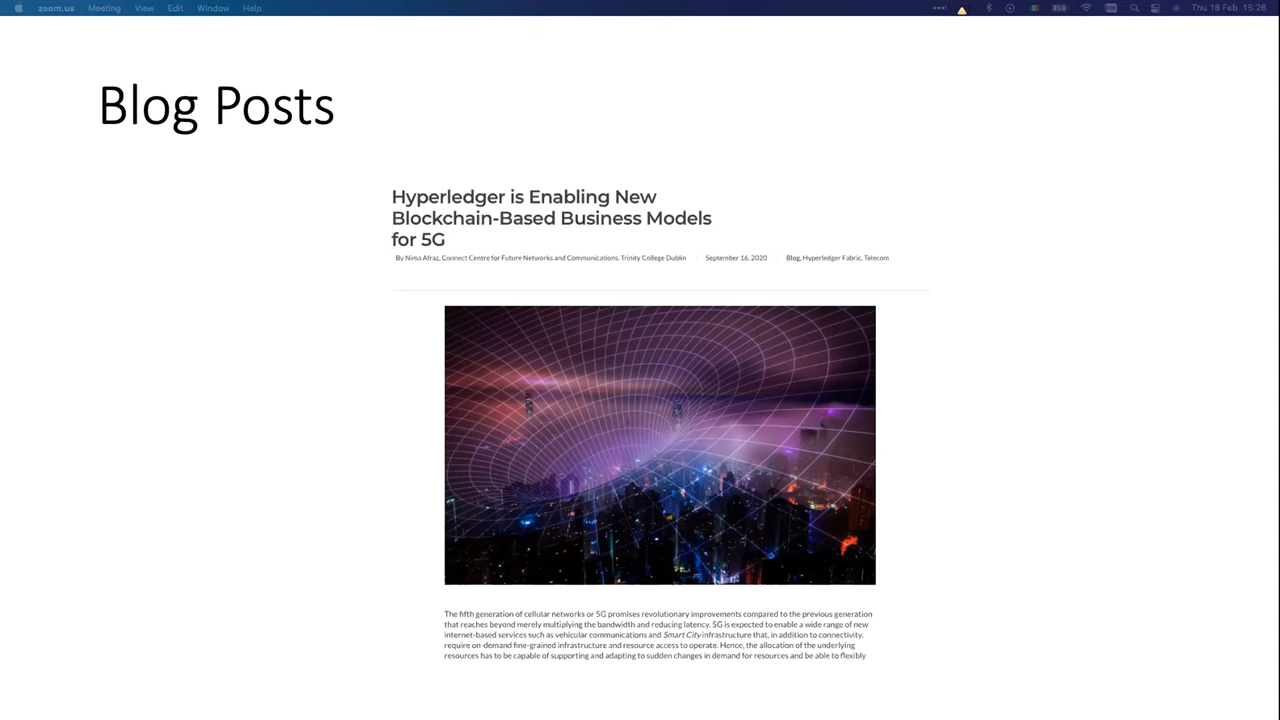 zoom.us Meeting View Edit Window Help Thu 18 Feb 15:26
Blog Posts
Hyperledger is Enabling New
Blockchain-Based Business Models
for 5G
By Nima Afraz, Connect Centre for Future Networks and Communications, Trinity College Dublin September 16, 2020 Blog, Hyperledger Fabric, Telecom
The fifth generation of cellular networks or 5G promises revolutionary improvements compared to the previous generation
that reaches beyond merely multiplying the bandwidth and reducing latency. 5G is expected to enable a wide range of new
internet-based services such as vehicular communications and Smart City infrastructure that, in addition to connectivity,
require on-demand fine-grained infrastructure and resource access to operate. Hence, the allocation of the underlying
resources has to be capable of supporting and adapting to sudden changes in demand for resources and be able to flexibly